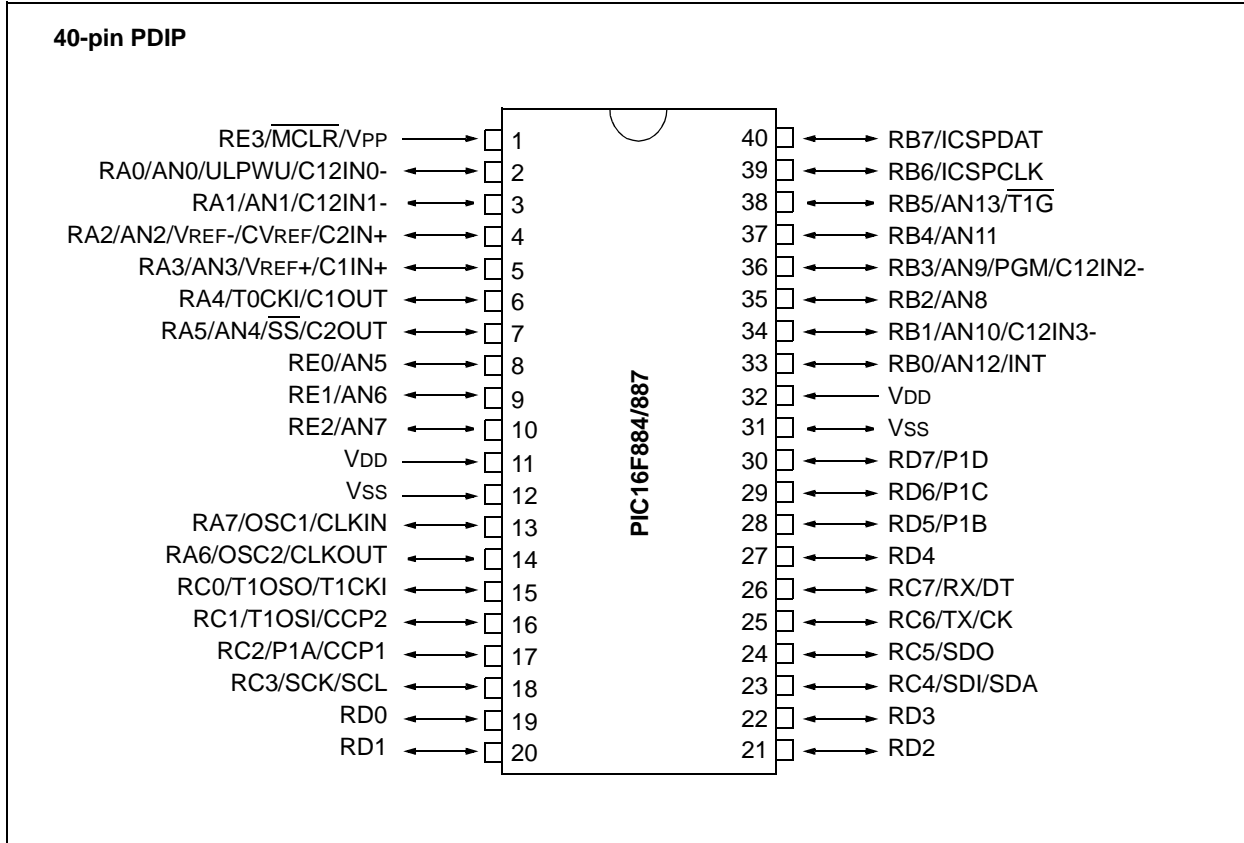 40-pin PDIP
RE3/MCLR/VPP 1
RA0/AN0/ULPWU/C12IN0- 2
RA1/AN1/C12IN1- 3
RA2/AN2/VREF-/CVREF/C2IN+ 4
RA3/AN3/VREF+/C1IN+ 5
RA4/T0CKI/C1OUT 6
RA5/AN4/SS/C2OUT 7
RE0/AN5 8
RE1/AN6 9
RE2/AN7 10
VDD 11
VSS 12
RA7/OSC1/CLKIN 13
RA6/OSC2/CLKOUT 14
RC0/T1OSO/T1CKI 15
RC1/T1OSI/CCP2 16
RC2/P1A/CCP1 17
RC3/SCK/SCL 18
RD0 19
RD1 20
PIC16F884/887
40 RB7/ICSPDAT
39 RB6/ICSPCLK
38 RB5/AN13/T1G
37 RB4/AN11
36 RB3/AN9/PGM/C12IN2-
35 RB2/AN8
34 RB1/AN10/C12IN3-
33 RB0/AN12/INT
32 VDD
31 VSS
30 RD7/P1D
29 RD6/P1C
28 RD5/P1B
27 RD4
26 RC7/RX/DT
25 RC6/TX/CK
24 RC5/SDO
23 RC4/SDI/SDA
22 RD3
21 RD2